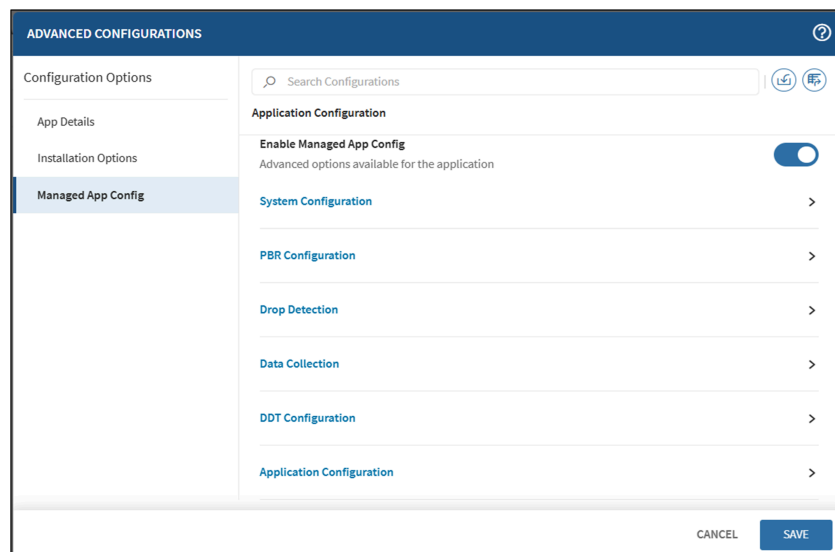 ADVANCED CONFIGURATIONS
Configuration Options
App Details
Installation Options
Managed App Config
Search Configurations
Application Configuration
Enable Managed App Config
Advanced options available for the application
System Configuration
PBR Configuration
Drop Detection
Data Collection
DDT Configuration
Application Configuration
CANCEL
SAVE